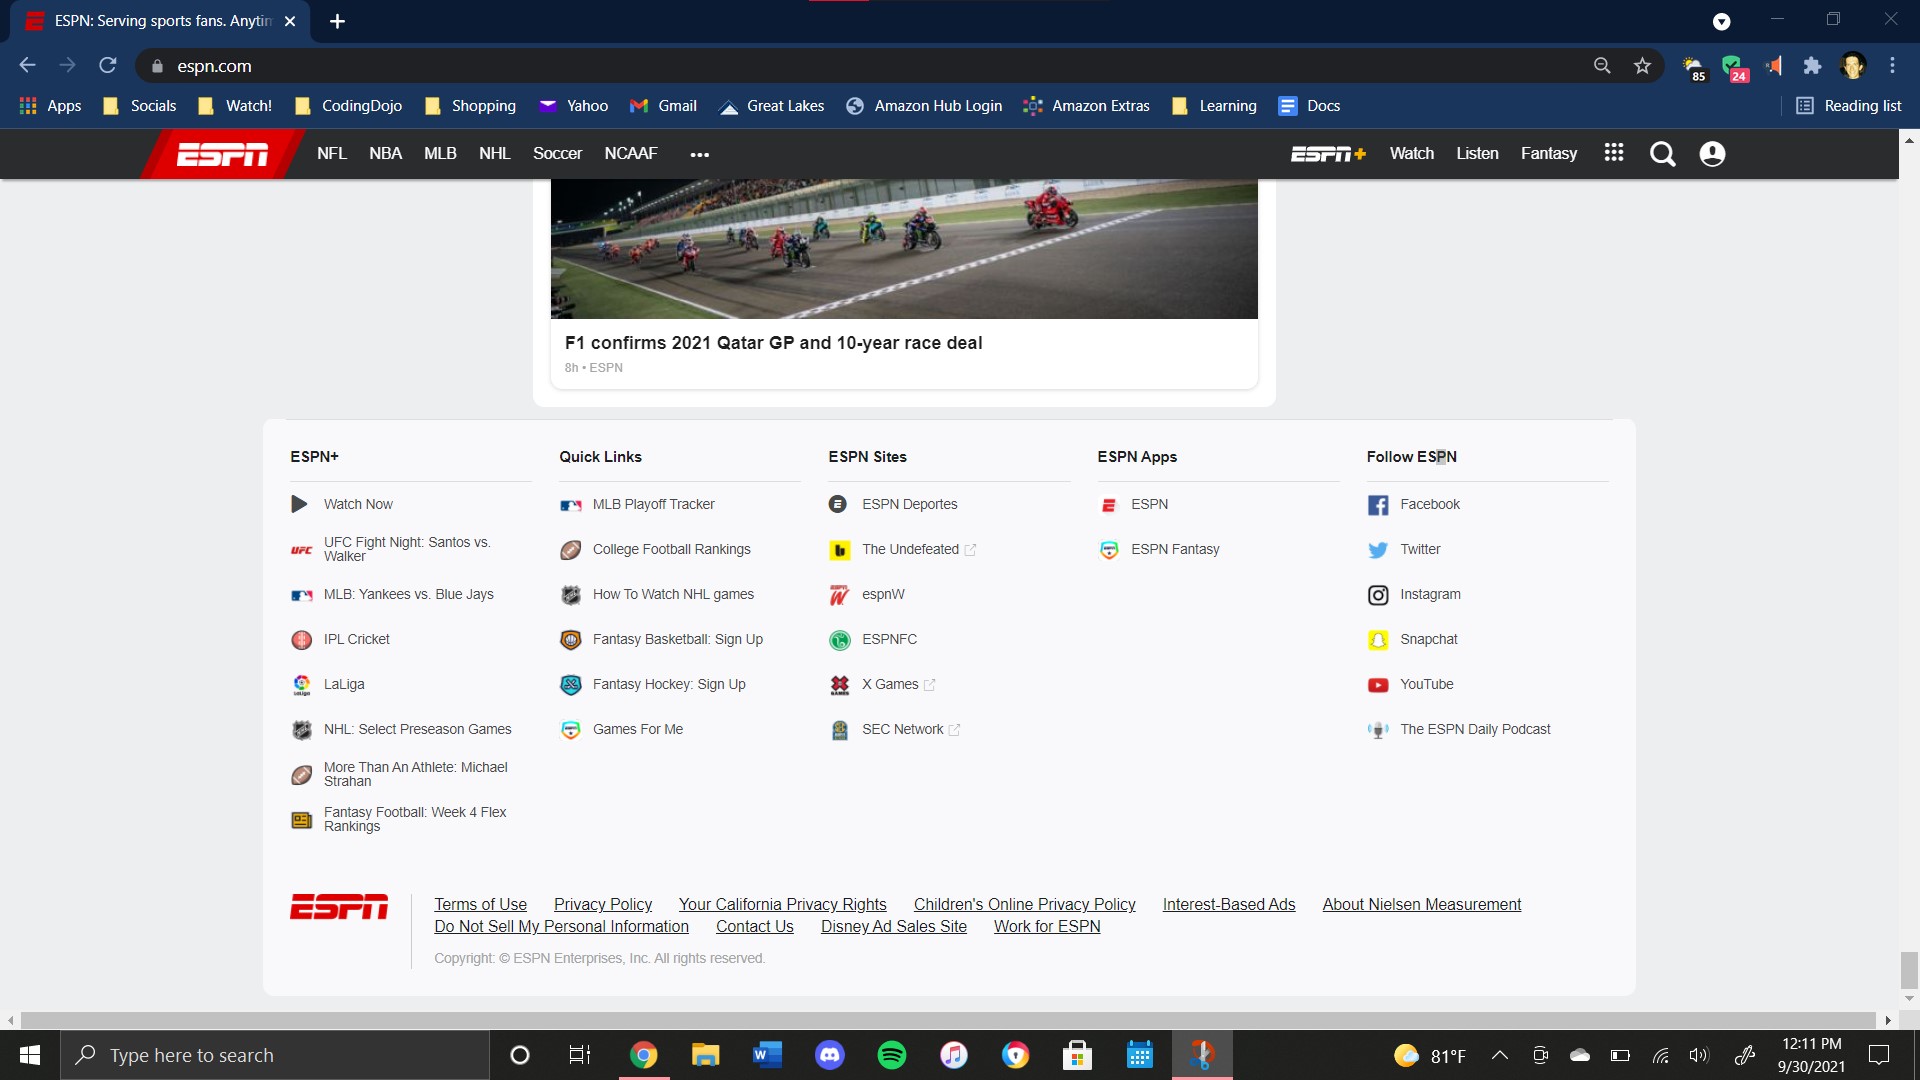 ESPN: Serving sports fans. Anytim
espn.com
85
24
Apps
Socials
Watch!
CodingDojo
Shopping
Yahoo
Gmail
Great Lakes
Amazon Hub Login
Amazon Extras
Learning
Docs
Reading list
ESPN
NFL
NBA
MLB
NHL
Soccer
NCAAF
ESPN+
Watch
Listen
Fantasy
F1 confirms 2021 Qatar GP and 10-year race deal
8h • ESPN
ESPN+
Watch Now
UFC
UFC Fight Night: Santos vs.
Walker
MLB: Yankees vs. Blue Jays
IPL Cricket
LaLiga
NHL: Select Preseason Games
More Than An Athlete: Michael
Strahan
Fantasy Football: Week 4 Flex
Rankings
Quick Links
MLB Playoff Tracker
College Football Rankings
How To Watch NHL games
Fantasy Basketball: Sign Up
Fantasy Hockey: Sign Up
Games For Me
ESPN Sites
ESPN Deportes
The Undefeated
espnW
ESPNFC
X Games
SEC Network
ESPN Apps
ESPN
ESPN Fantasy
Follow ESPN
Facebook
Twitter
Instagram
Snapchat
YouTube
The ESPN Daily Podcast
ESPN
Terms of Use
Privacy Policy
Your California Privacy Rights
Children's Online Privacy Policy
Interest-Based Ads
About Nielsen Measurement
Do Not Sell My Personal Information
Contact Us
Disney Ad Sales Site
Work for ESPN
Copyright: © ESPN Enterprises, Inc. All rights reserved.
Type here to search
81°F
12:11 PM
9/30/2021